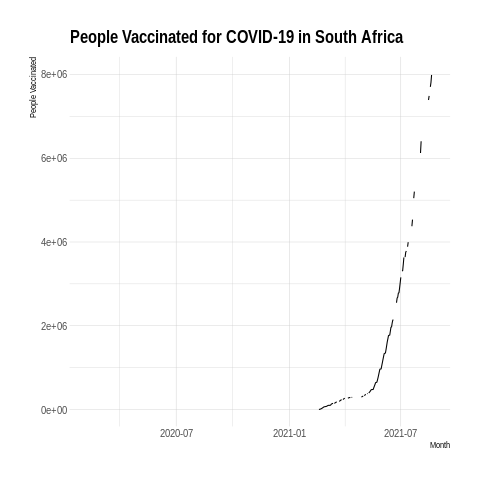 People Vaccinated for COVID-19 in South Africa
People Vaccinated
8e+06
6e+06
4e+06
2e+06
0e+00
2020-07
2021-01
2021-07
Month